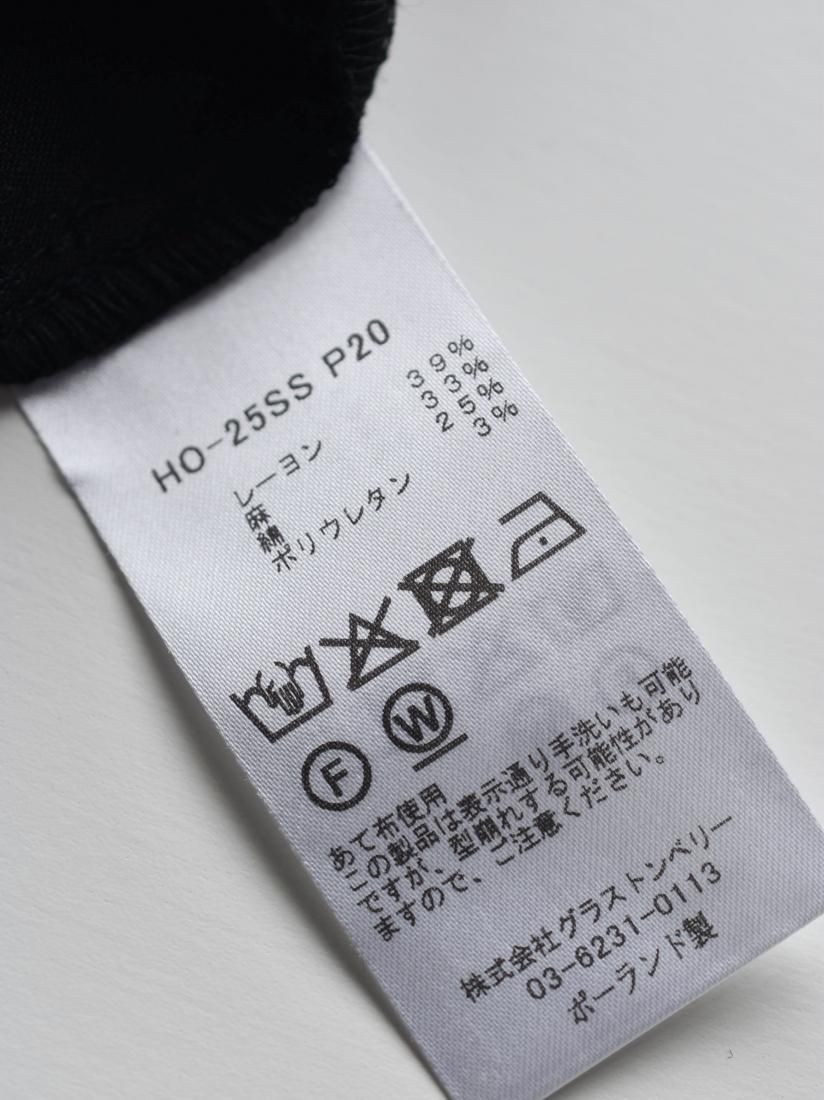 HO-25SS P20
レーヨン 39%
麻 33%
綿 25%
ポリウレタン 3%
F W
あて布使用
この製品は表示通り手洗いも可能
ですが、型崩れする可能性があり
ますので、ご注意ください。
株式会社グラストンベリー
03-6231-0113
ポーランド製